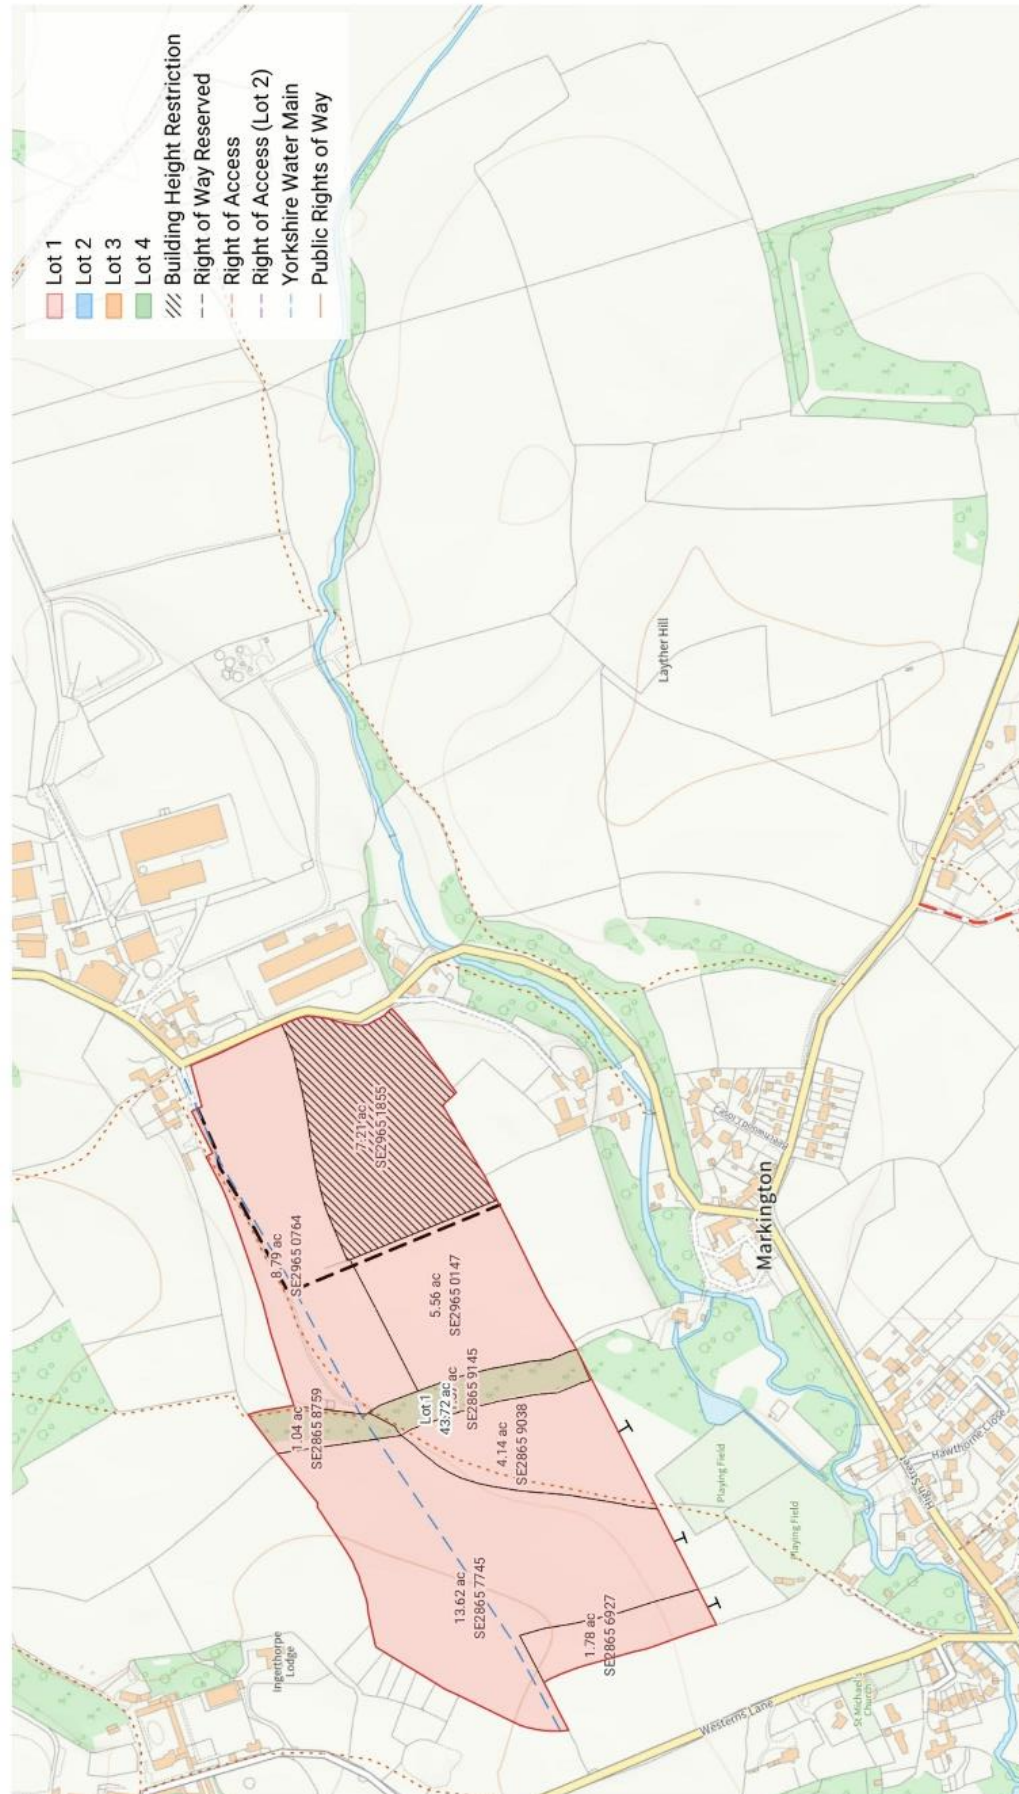 Lot 1
Lot 2
Lot 3
Lot 4
Building Height Restriction
Right of Way Reserved
Right of Access
Right of Access (Lot 2)
Yorkshire Water Main
Public Rights of Way
Ingerthorpe
Lodge
1.04 ac
SE2865 8759
8.79 ac
SE2965 0764
7.21 ac
SE2965 1855
13.62 ac
SE2865 7745
Lot 1
43.72 ac
ac
SE2865 9145
5.56 ac
SE2965 0147
4.14 ac
SE2865 9038
1.78 ac
SE2865 6927
T
T
T
Layther Hill
Westerns Lane
Playing Field
Playing Field
Beechwood Close
Markington
St Michael's
Church
High Street
Hawthorne Close